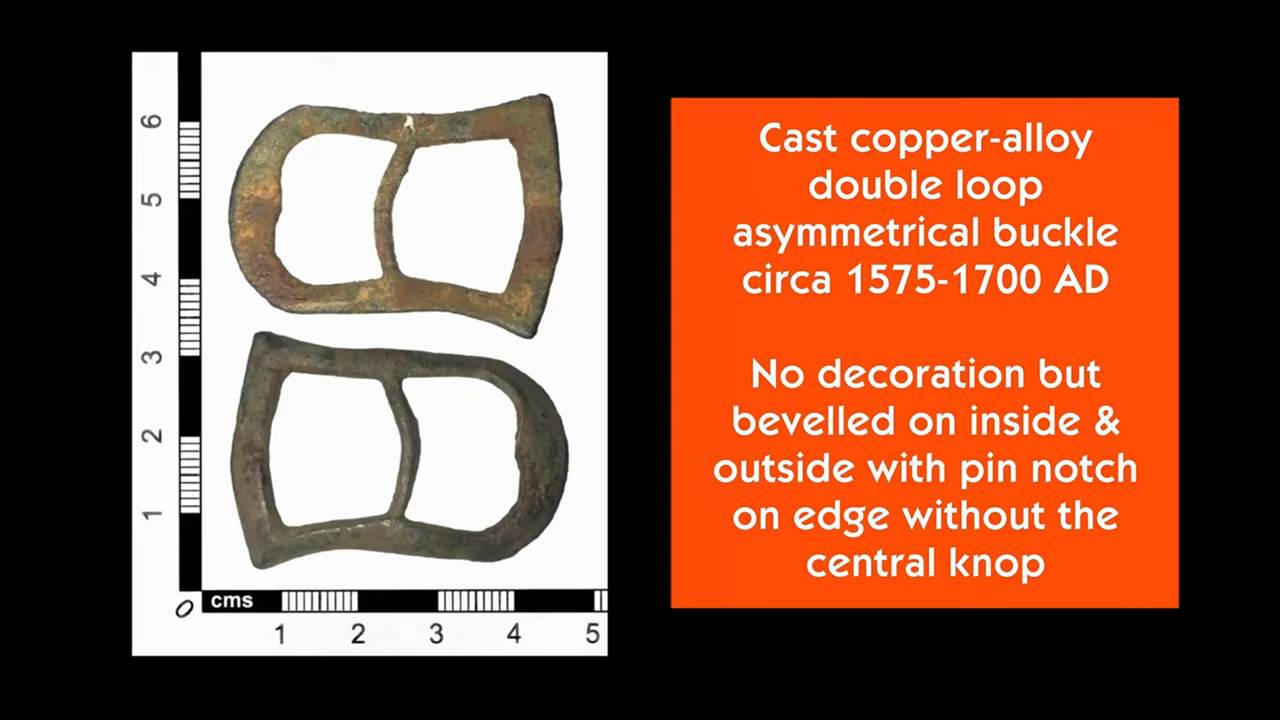 6
5
4
3
2
1
0
cms
1 2 3 4 5
Cast copper-alloy
double loop
asymmetrical buckle
circa 1575-1700 AD
No decoration but
bevelled on inside &
outside with pin notch
on edge without the
central knop